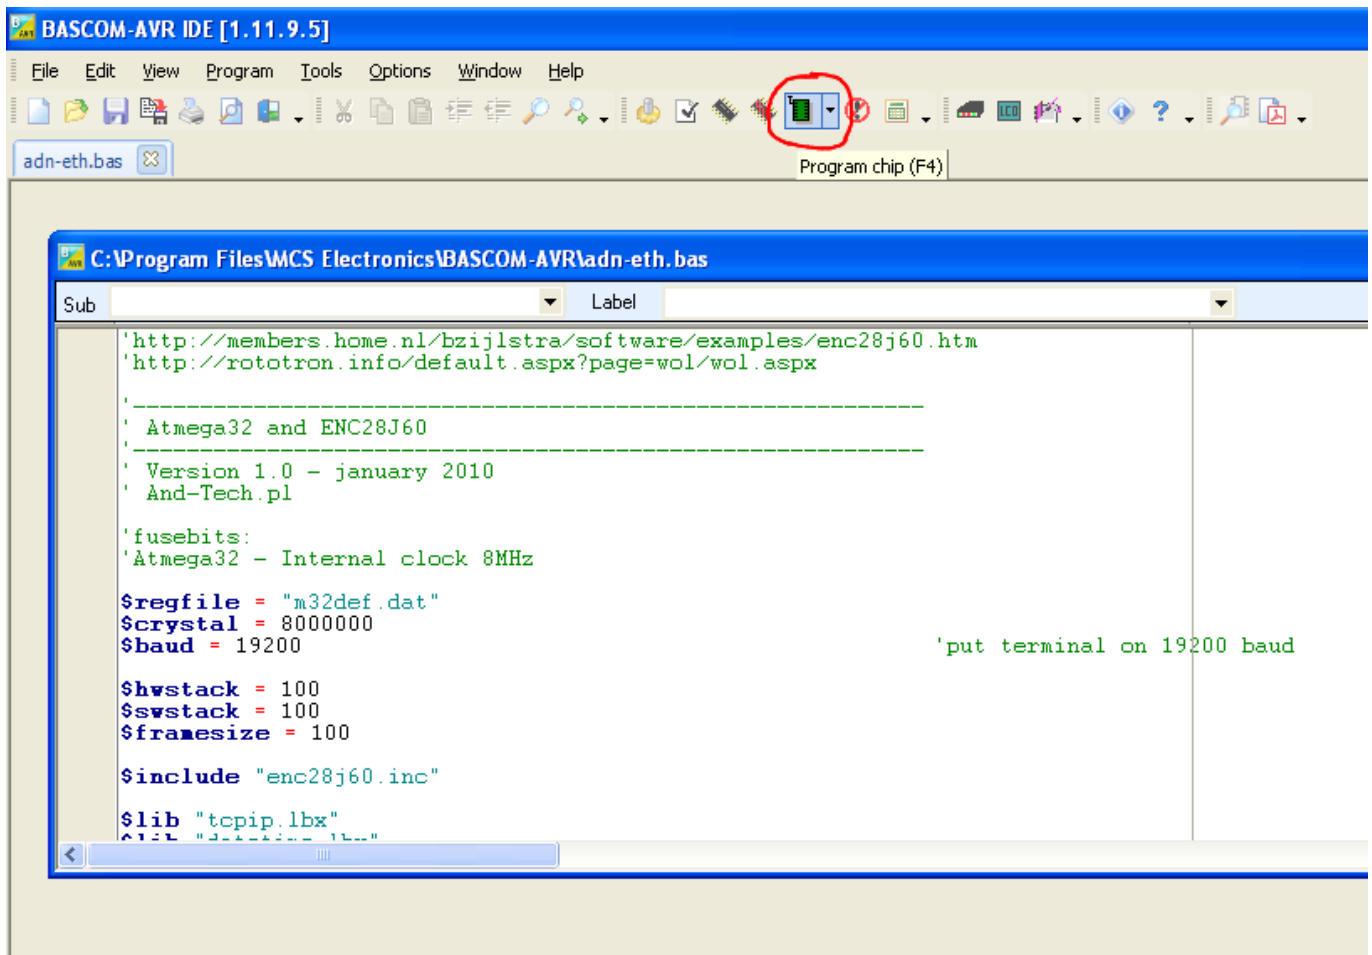 BASCOM-AVR IDE [1.11.9.5]
File Edit View Program Tools Options Window Help
LCD
adn-eth.bas
Program chip (F4)
C:\Program Files\MCS Electronics\BASCOM-AVR\adn-eth.bas
Sub Label
'http://members.home.nl/bzijlstra/software/examples/enc28j60.htm
'http://rototron.info/default.aspx?page=wol/wol.aspx
'-----------------------------------------------------------
' Atmega32 and ENC28J60
'-----------------------------------------------------------
' Version 1.0 - january 2010
' And-Tech.pl
'fusebits:
'Atmega32 - Internal clock 8MHz
$regfile = "m32def.dat"
$crystal = 8000000
$baud = 19200 'put terminal on 19200 baud
$hwstack = 100
$swstack = 100
$framesize = 100
$include "enc28j60.inc"
$lib "tcpip.lbx"